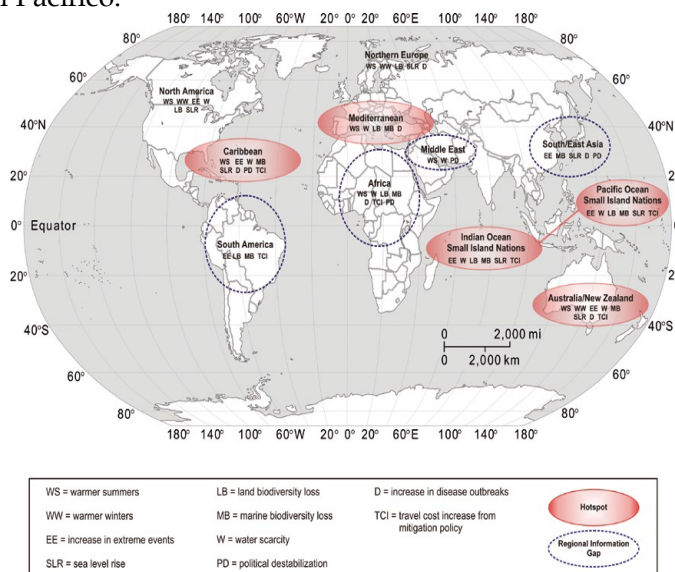 l Pacífico.
180° 140° 100° 60°W 20° 0° 20° 60°E 100° 140° 180°
80° 80°
60° 60°
40°N 40°N
20° 20°
0° Equator
20°
40°S 40°S
60° 60°
80° 80°
Northern Europe
WS WW LB SLR D
North America
WS WW EE W
LB SLR
Mediterranean
WS W LB MB D
Caribbean
WS EE W MB
SLR D PD TCI
Middle East
WS W PD
South/East Asia
EE MB SLR D PD
Africa
WS W LB MB
D TCI PD
Pacific Ocean
Small Island Nations
EE W LB MB SLR TCI
South America
EE LB MB TCI
Indian Ocean
Small Island Nations
EE W LB MB SLR TCI
Australia/New Zealand
WS WW EE W MB
SLR D TCI
0 2,000 mi
0 2,000 km
180° 140° 100° 60°W 20° 0° 20° 60°E 100° 140° 180°
WS = warmer summers
WW = warmer winters
EE = increase in extreme events
SLR = sea level rise
LB = land biodiversity loss
MB = marine biodiversity loss
W = water scarcity
PD = political destabilization
D = increase in disease outbreaks
TCI = travel cost increase from
mitigation policy
Hotspot
Regional Information
Gap